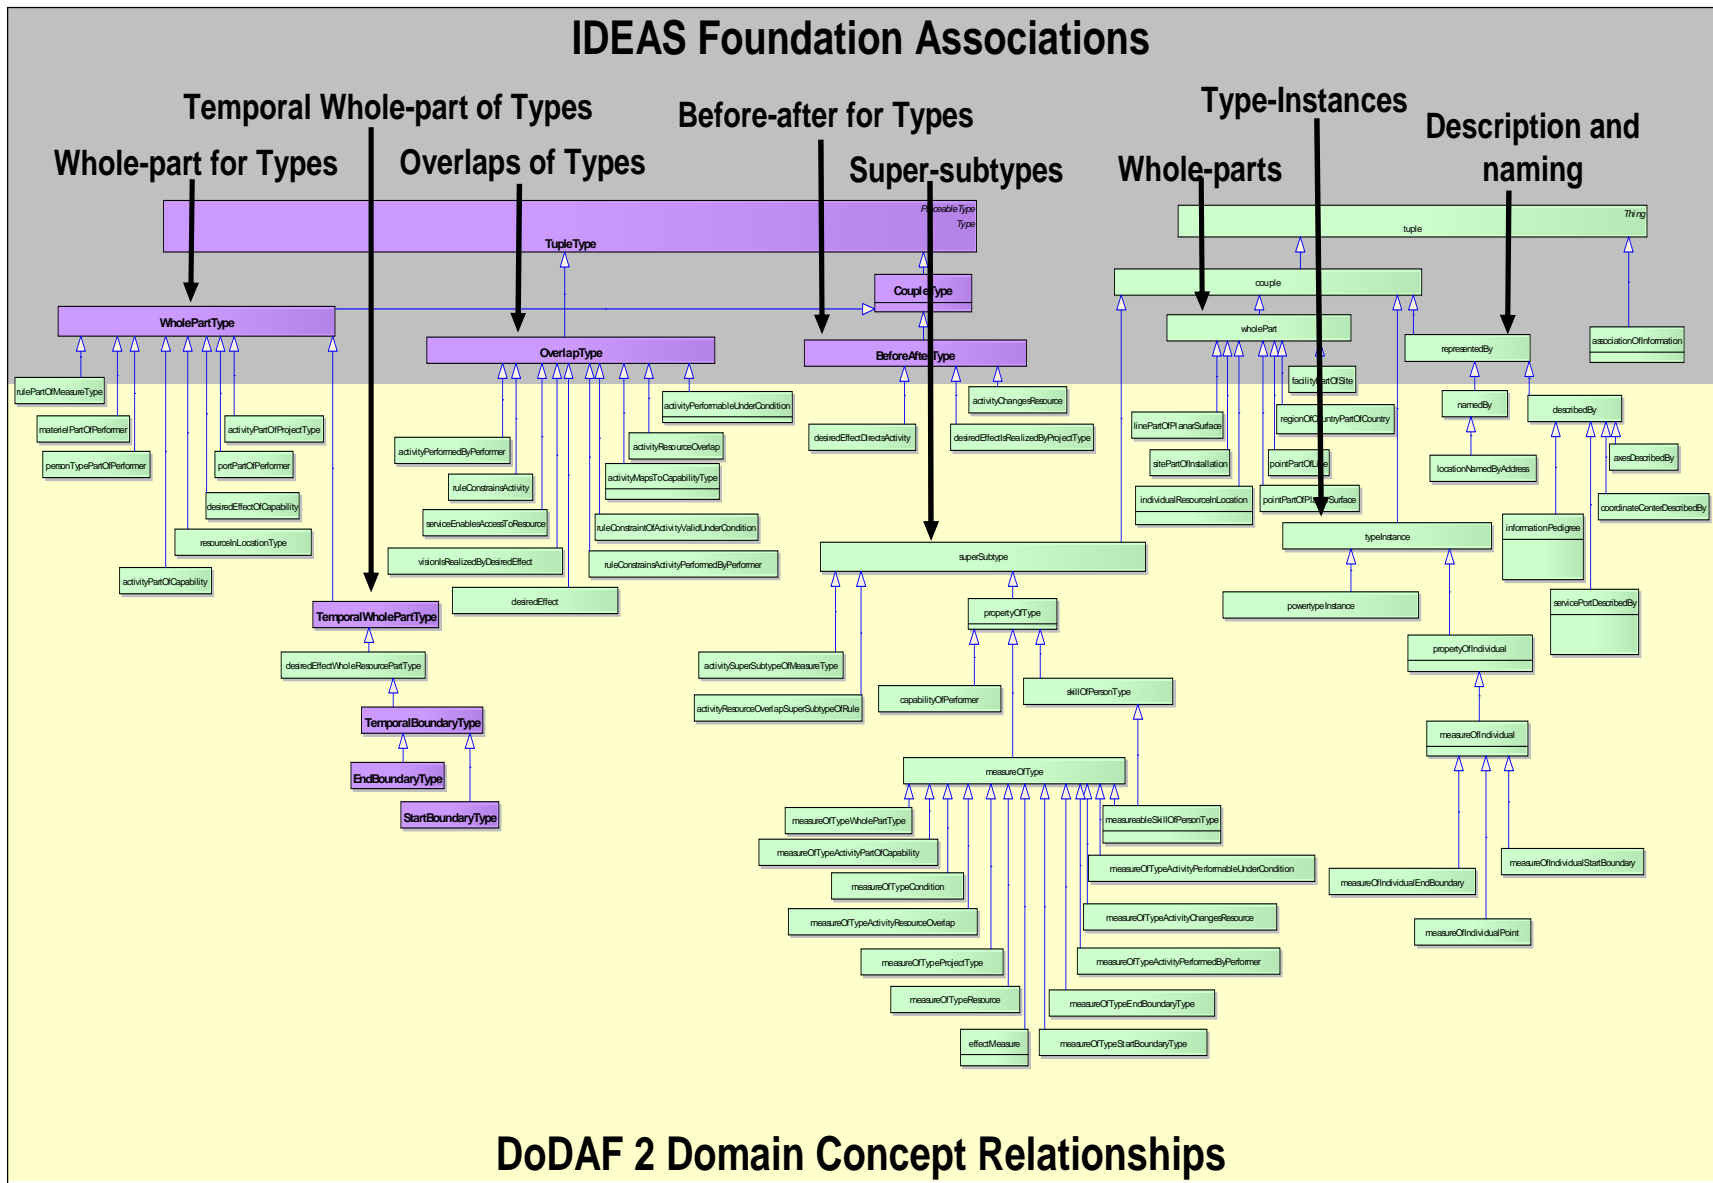 IDEAS Foundation Associations
Temporal Whole-part of Types
Before-after for Types
Type-Instances
Description and
naming
Whole-part for Types
Overlaps of Types
Super-subtypes
Whole-parts
Type
TupleType
Thing
tuple
CoupleType
couple
WholePartType
OverlapType
BeforeAfterType
wholePart
representedBy
associationOfInformation
rulePartOfMeasureType
materielPartOfPerformer
personTypePartOfPerformer
activityPartOfProjectType
portPartOfPerformer
desiredEffectOfCapability
resourceInLocationType
activityPartOfCapability
activityPerformedByPerformer
ruleConstrainsActivity
serviceEnablesAccessToResource
visionIsRealizedByDesiredEffect
desiredEffect
activityPerformableUnderCondition
activityResourceOverlap
activityMapsToCapabilityType
ruleConstraintOfActivityValidUnderCondition
ruleConstrainsActivityPerformedByPerformer
activityChangesResource
desiredEffectDirectsActivity
desiredEffectIsRealizedByProjectType
facilityPartOfSite
regionOfCountryPartOfCountry
linePartOfPlanarSurface
sitePartOfInstallation
pointPartOfLine
individualResourceInLocation
pointPartOfPlanarSurface
namedBy
describedBy
locationNamedByAddress
axesDescribedBy
coordinateCenterDescribedBy
informationPedigree
servicePortDescribedBy
typeInstance
powertypeInstance
propertyOfIndividual
measureOfIndividual
measureOfIndividualStartBoundary
measureOfIndividualEndBoundary
measureOfIndividualPoint
TemporalWholePartType
desiredEffectWholeResourcePartType
TemporalBoundaryType
EndBoundaryType
StartBoundaryType
superSubtype
propertyOfType
activitySuperSubtypeOfMeasureType
activityResourceOverlapSuperSubtypeOfRule
capabilityOfPerformer
skillOfPersonType
measureOfType
measureOfTypeWholePartType
measureableSkillOfPersonType
measureOfTypeActivityPartOfCapability
measureOfTypeActivityPerformableUnderCondition
measureOfTypeCondition
measureOfTypeActivityResourceOverlap
measureOfTypeActivityChangesResource
measureOfTypeProjectType
measureOfTypeActivityPerformedByPerformer
measureOfTypeResource
measureOfTypeEndBoundaryType
effectMeasure
measureOfTypeStartBoundaryType
DoDAF 2 Domain Concept Relationships